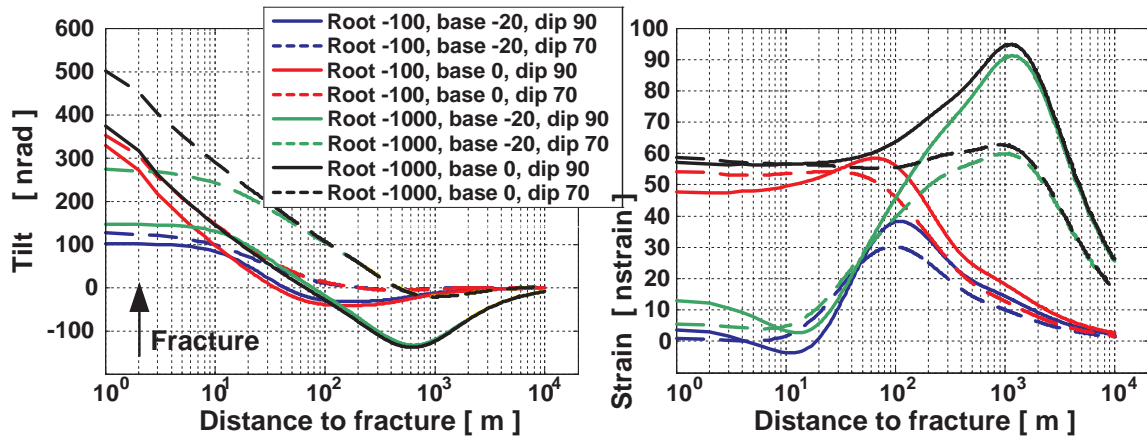 600
500
400
300
200
100
0
-100
Tilt [ nrad]
10^0
10^1
10^2
10^3
10^4
Distance to fracture [ m]
Fracture
Root -100, base -20, dip 90
Root -100, base -20, dip 70
Root -100, base 0, dip 90
Root -100, base 0, dip 70
Root -1000, base -20, dip 90
Root -1000, base -20, dip 70
Root -1000, base 0, dip 90
Root -1000, base 0, dip 70
100
90
80
70
60
50
40
30
20
10
0
Strain [ nstrain]
10^0
10^1
10^2
10^3
10^4
Distance to fracture [ m]